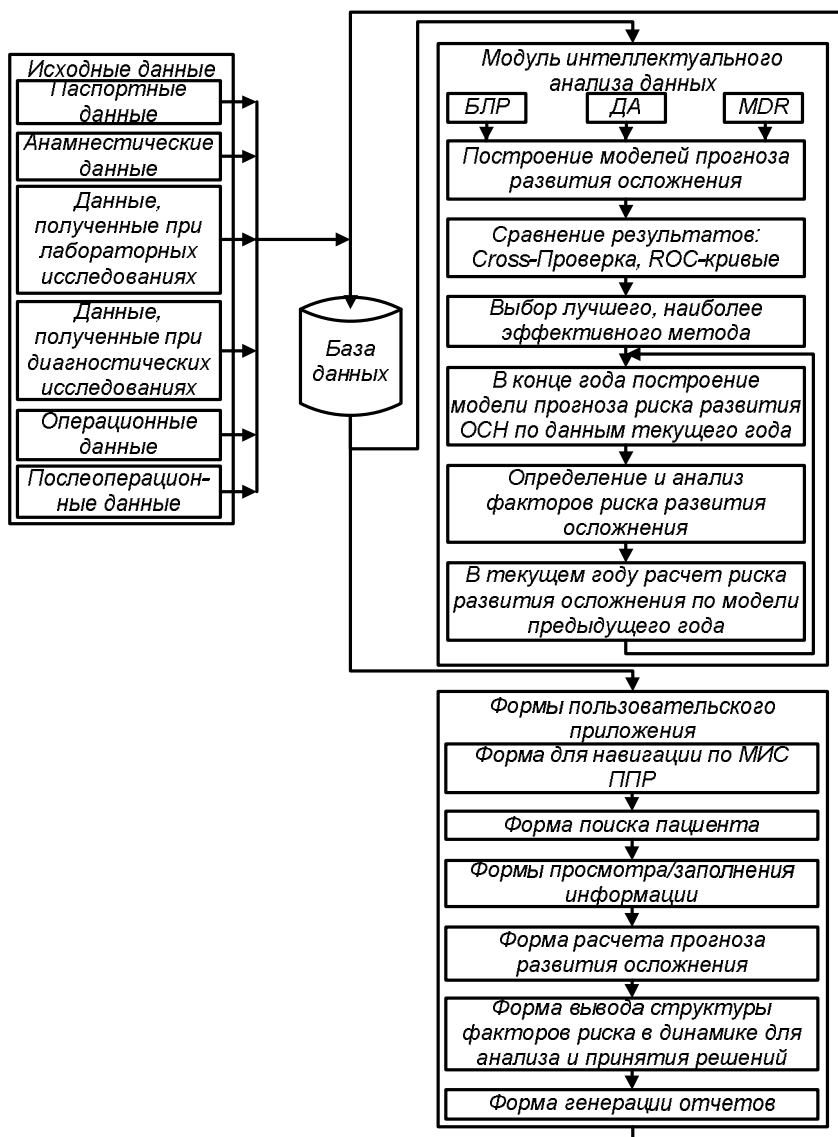 Исходные данные
Паспортные
данные
Анамнестические
данные
Данные,
полученные при
лабораторных
исследованиях
Данные,
полученные при
диагностических
исследованиях
Операционные
данные
Послеоперацион-
ные данные
База
данных
Модуль интеллектуального
анализа данных
БЛР
ДА
MDR
Построение моделей прогноза
развития осложнения
Сравнение результатов:
Cross-Проверка, ROC-кривые
Выбор лучшего, наиболее
эффективного метода
В конце года построение
модели прогноза риска развития
ОСН по данным текущего года
Определение и анализ
факторов риска развития
осложнения
В текущем году расчет риска
развития осложнения по модели
предыдущего года
Формы пользовательского
приложения
Форма для навигации по МИС
ППР
Форма поиска пациента
Формы просмотра/заполнения
информации
Форма расчета прогноза
развития осложнения
Форма вывода структуры
факторов риска в динамике для
анализа и принятия решений
Форма генерации отчетов